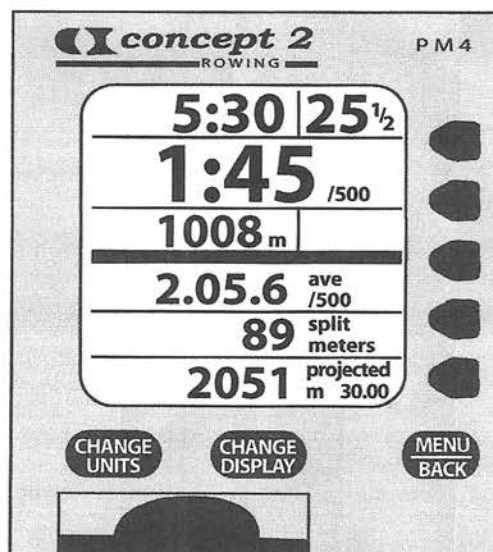 concept 2
ROWING
PM4
5:30 25½
1:45 /500
1008 m
2.05.6 ave /500
89 split meters
2051 projected m 30.00
CHANGE UNITS
CHANGE DISPLAY
MENU BACK